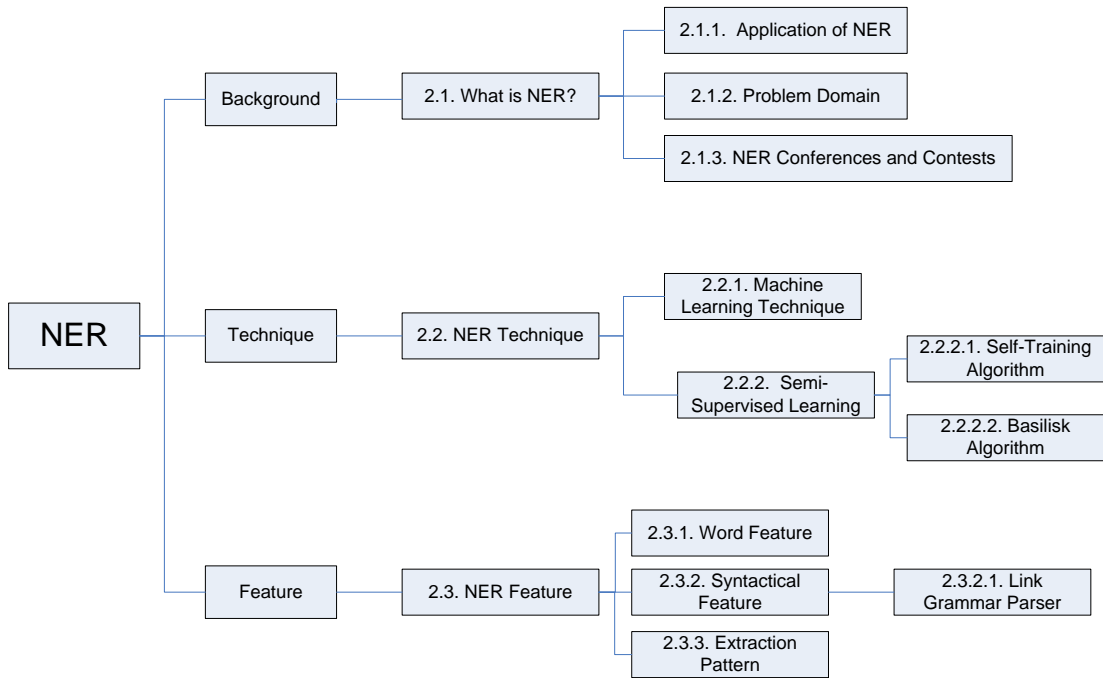 NER
Background
2.1. What is NER?
2.1.1. Application of NER
2.1.2. Problem Domain
2.1.3. NER Conferences and Contests
Technique
2.2. NER Technique
2.2.1. Machine
Learning Technique
2.2.2. Semi-
Supervised Learning
2.2.2.1. Self-Training
Algorithm
2.2.2.2. Basilisk
Algorithm
Feature
2.3. NER Feature
2.3.1. Word Feature
2.3.2. Syntactical
Feature
2.3.2.1. Link
Grammar Parser
2.3.3. Extraction
Pattern